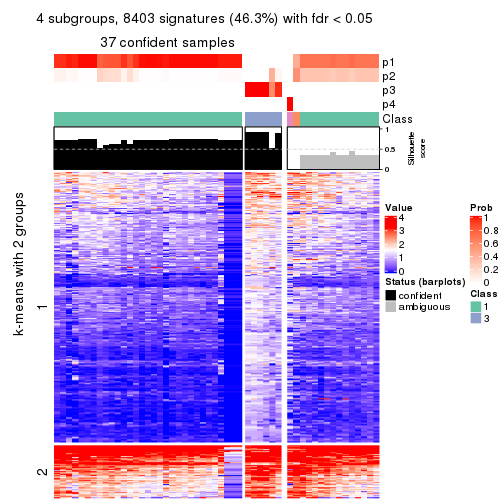 4 subgroups, 8403 signatures (46.3%) with fdr < 0.05
37 confident samples
p1
p2
p3
p4
Class
1
0.5
0
Silhouette
score
k-means with 2 groups
1
2
Value
4
3
2
1
0
Status (barplots)
confident
ambiguous
Prob
1
0.8
0.6
0.4
0.2
0
Class
1
3